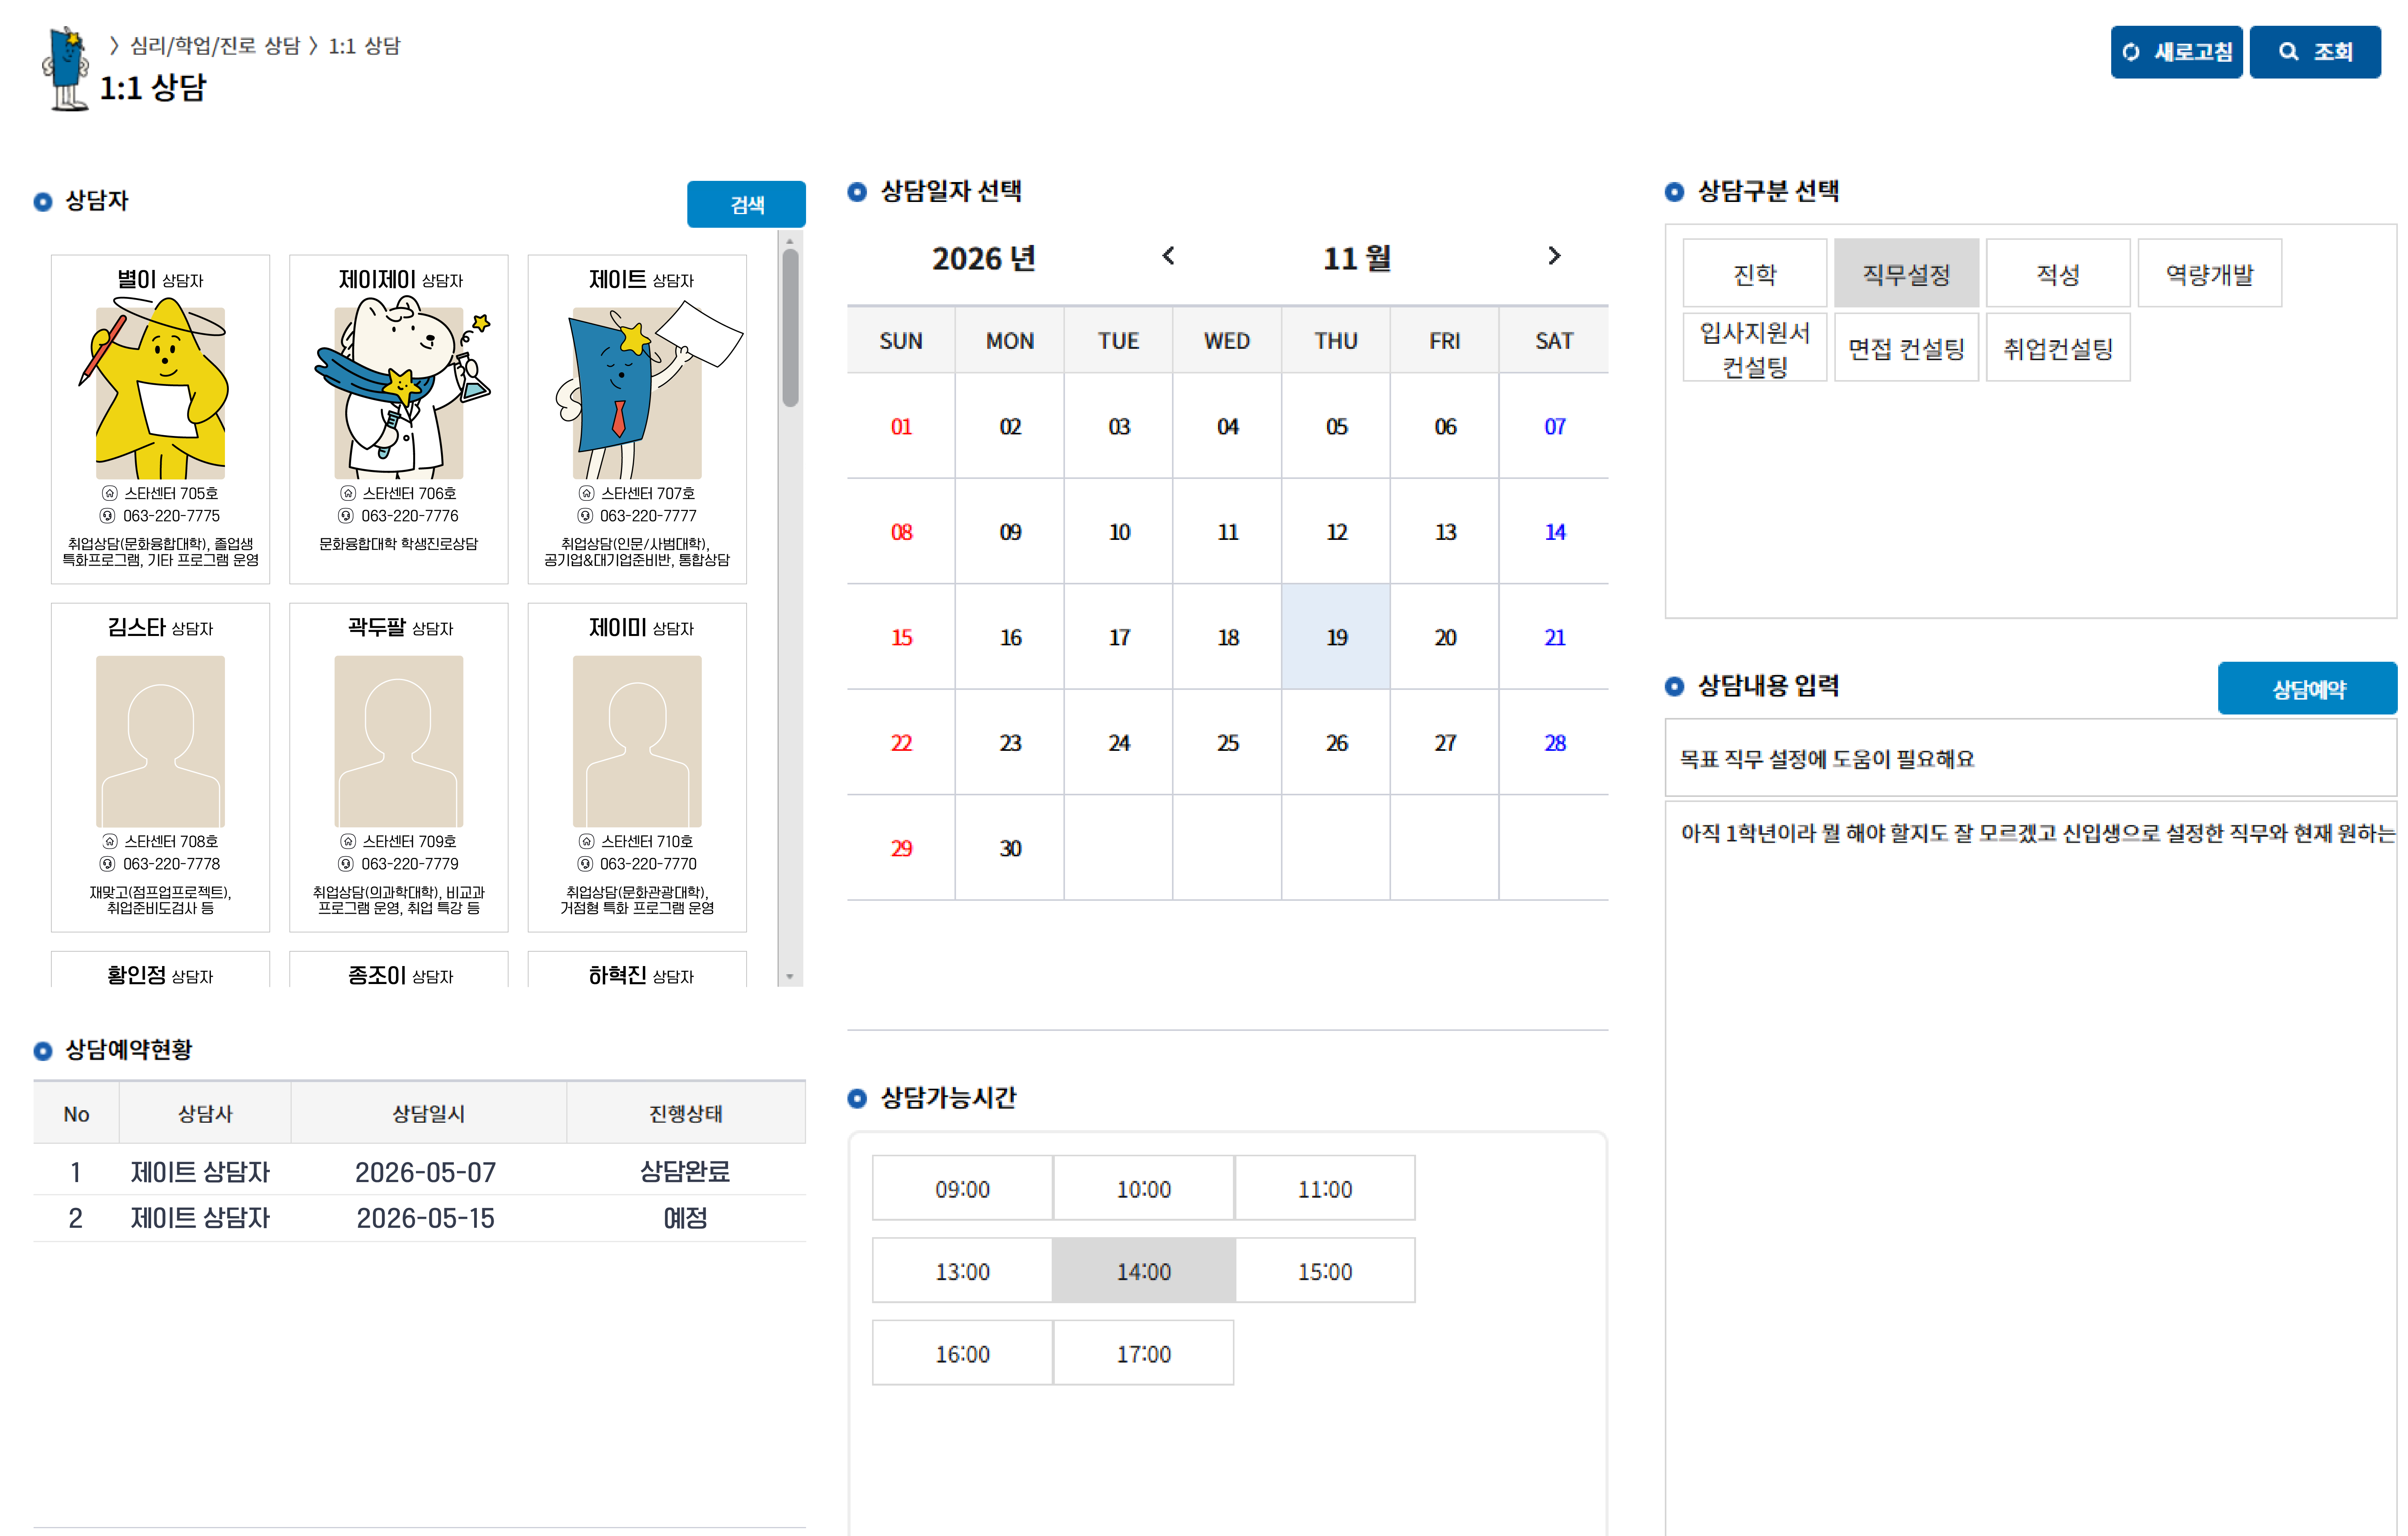 〉심리/학업/진로 상담 〉1:1 상담
1:1 상담
새로고침
조회
상담자
검색
별이 상담자
스타센터 705호
063-220-7775
취업상담(문화융합대학), 졸업생
특화프로그램, 기타 프로그램 운영
제이제이 상담자
스타센터 706호
063-220-7776
문화융합대학 학생진로상담
제이트 상담자
스타센터 707호
063-220-7777
취업상담(인문/사범대학),
공기업&대기업준비반, 통합상담
김스타 상담자
스타센터 708호
063-220-7778
재맞고(점프업프로젝트),
취업준비도검사 등
곽두팔 상담자
스타센터 709호
063-220-7779
취업상담(의과학대학), 비교과
프로그램 운영, 취업 특강 등
제이미 상담자
스타센터 710호
063-220-7770
취업상담(문화관광대학),
거점형 특화 프로그램 운영
황인정 상담자
종조이 상담자
하혁진 상담자
상담예약현황
No 상담사 상담일시 진행상태
1 제이트 상담자 2026-05-07 상담완료
2 제이트 상담자 2026-05-15 예정
상담일자 선택
2026 년 11 월
SUN MON TUE WED THU FRI SAT
01 02 03 04 05 06 07
08 09 10 11 12 13 14
15 16 17 18 19 20 21
22 23 24 25 26 27 28
29 30
상담가능시간
09:00 10:00 11:00
13:00 14:00 15:00
16:00 17:00
상담구분 선택
진학 직무설정 적성 역량개발
입사지원서 컨설팅 면접 컨설팅 취업컨설팅
상담내용 입력
상담예약
목표 직무 설정에 도움이 필요해요
아직 1학년이라 뭘 해야 할지도 잘 모르겠고 신입생으로 설정한 직무와 현재 원하는